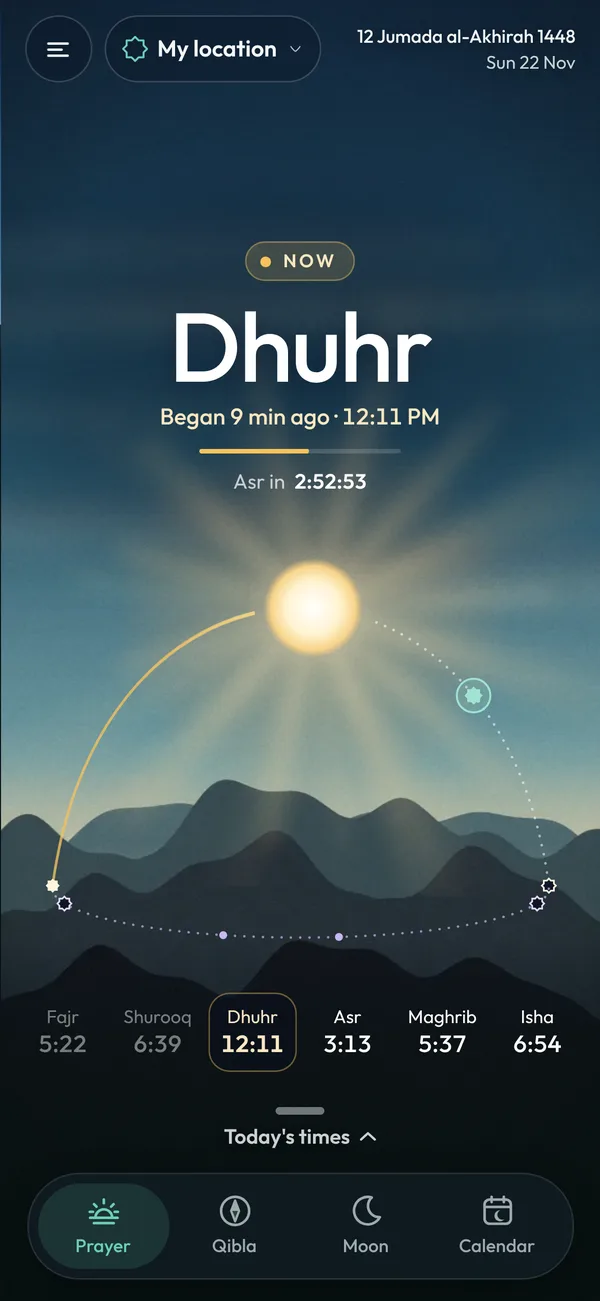 My location
12 Jumada al-Akhirah 1448
Sun 22 Nov
NOW
Dhuhr
Began 9 min ago · 12:11 PM
Asr in 2:52:53
Fajr Shurooq Dhuhr Asr Maghrib Isha
5:22 6:39 12:11 3:13 5:37 6:54
Today's times
Prayer Qibla Moon Calendar